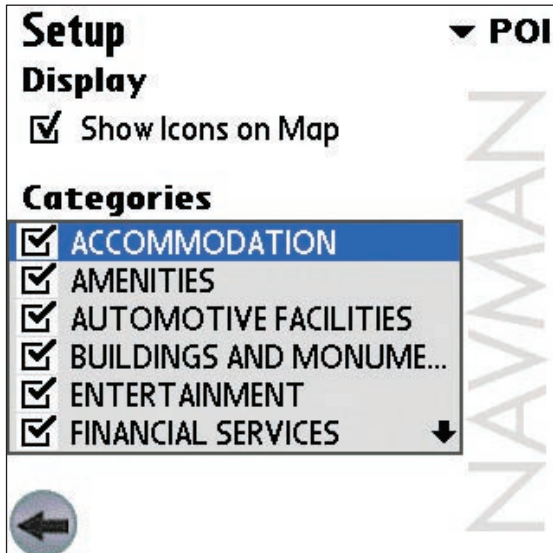 Setup
POI
Display
Show Icons on Map
Categories
ACCOMMODATION
AMENITIES
AUTOMOTIVE FACILITIES
BUILDINGS AND MONUME...
ENTERTAINMENT
FINANCIAL SERVICES
NAVMAN